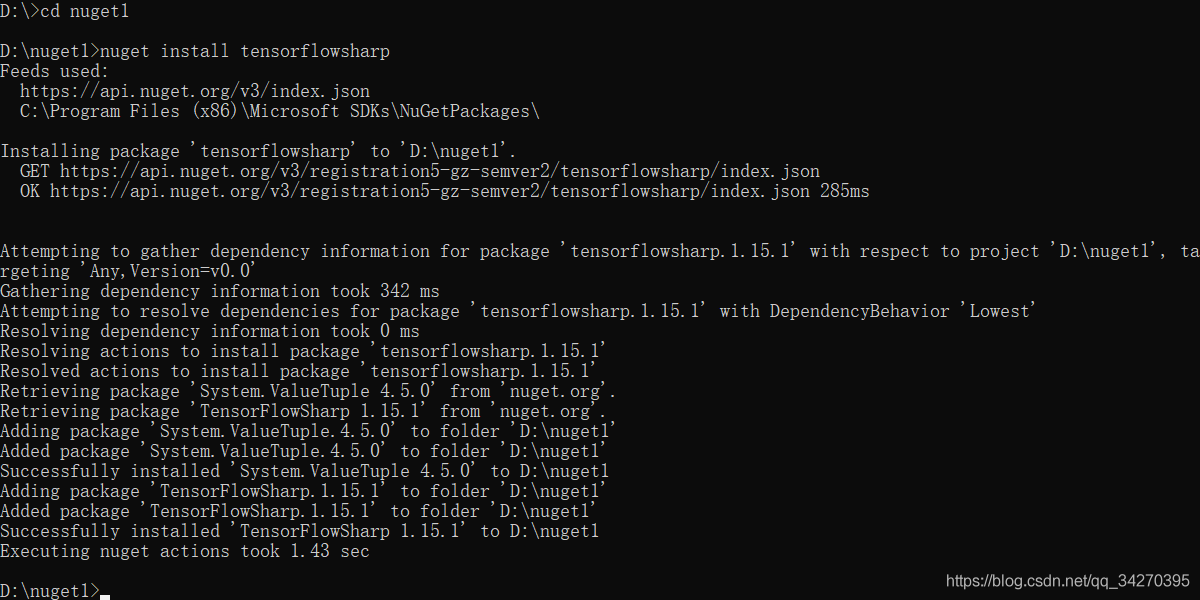 D:\>cd nuget1
D:\nuget1>nuget install tensorflowsharp
Feeds used:
  https://api.nuget.org/v3/index.json
  C:\Program Files (x86)\Microsoft SDKs\NuGetPackages\
Installing package 'tensorflowsharp' to 'D:\nuget1'.
  GET https://api.nuget.org/v3/registration5-gz-semver2/tensorflowsharp/index.json
  OK https://api.nuget.org/v3/registration5-gz-semver2/tensorflowsharp/index.json 285ms
Attempting to gather dependency information for package 'tensorflowsharp.1.15.1' with respect to project 'D:\nuget1', ta
rgeting 'Any,Version=v0.0'
Gathering dependency information took 342 ms
Attempting to resolve dependencies for package 'tensorflowsharp.1.15.1' with DependencyBehavior 'Lowest'
Resolving dependency information took 0 ms
Resolving actions to install package 'tensorflowsharp.1.15.1'
Resolved actions to install package 'tensorflowsharp.1.15.1'
Retrieving package 'System.ValueTuple 4.5.0' from 'nuget.org'.
Retrieving package 'TensorFlowSharp 1.15.1' from 'nuget.org'.
Adding package 'System.ValueTuple.4.5.0' to folder 'D:\nuget1'
Added package 'System.ValueTuple.4.5.0' to folder 'D:\nuget1'
Successfully installed 'System.ValueTuple 4.5.0' to D:\nuget1
Adding package 'TensorFlowSharp.1.15.1' to folder 'D:\nuget1'
Added package 'TensorFlowSharp.1.15.1' to folder 'D:\nuget1'
Successfully installed 'TensorFlowSharp 1.15.1' to D:\nuget1
Executing nuget actions took 1.43 sec
D:\nuget1>
https://blog.csdn.net/qq_34270395